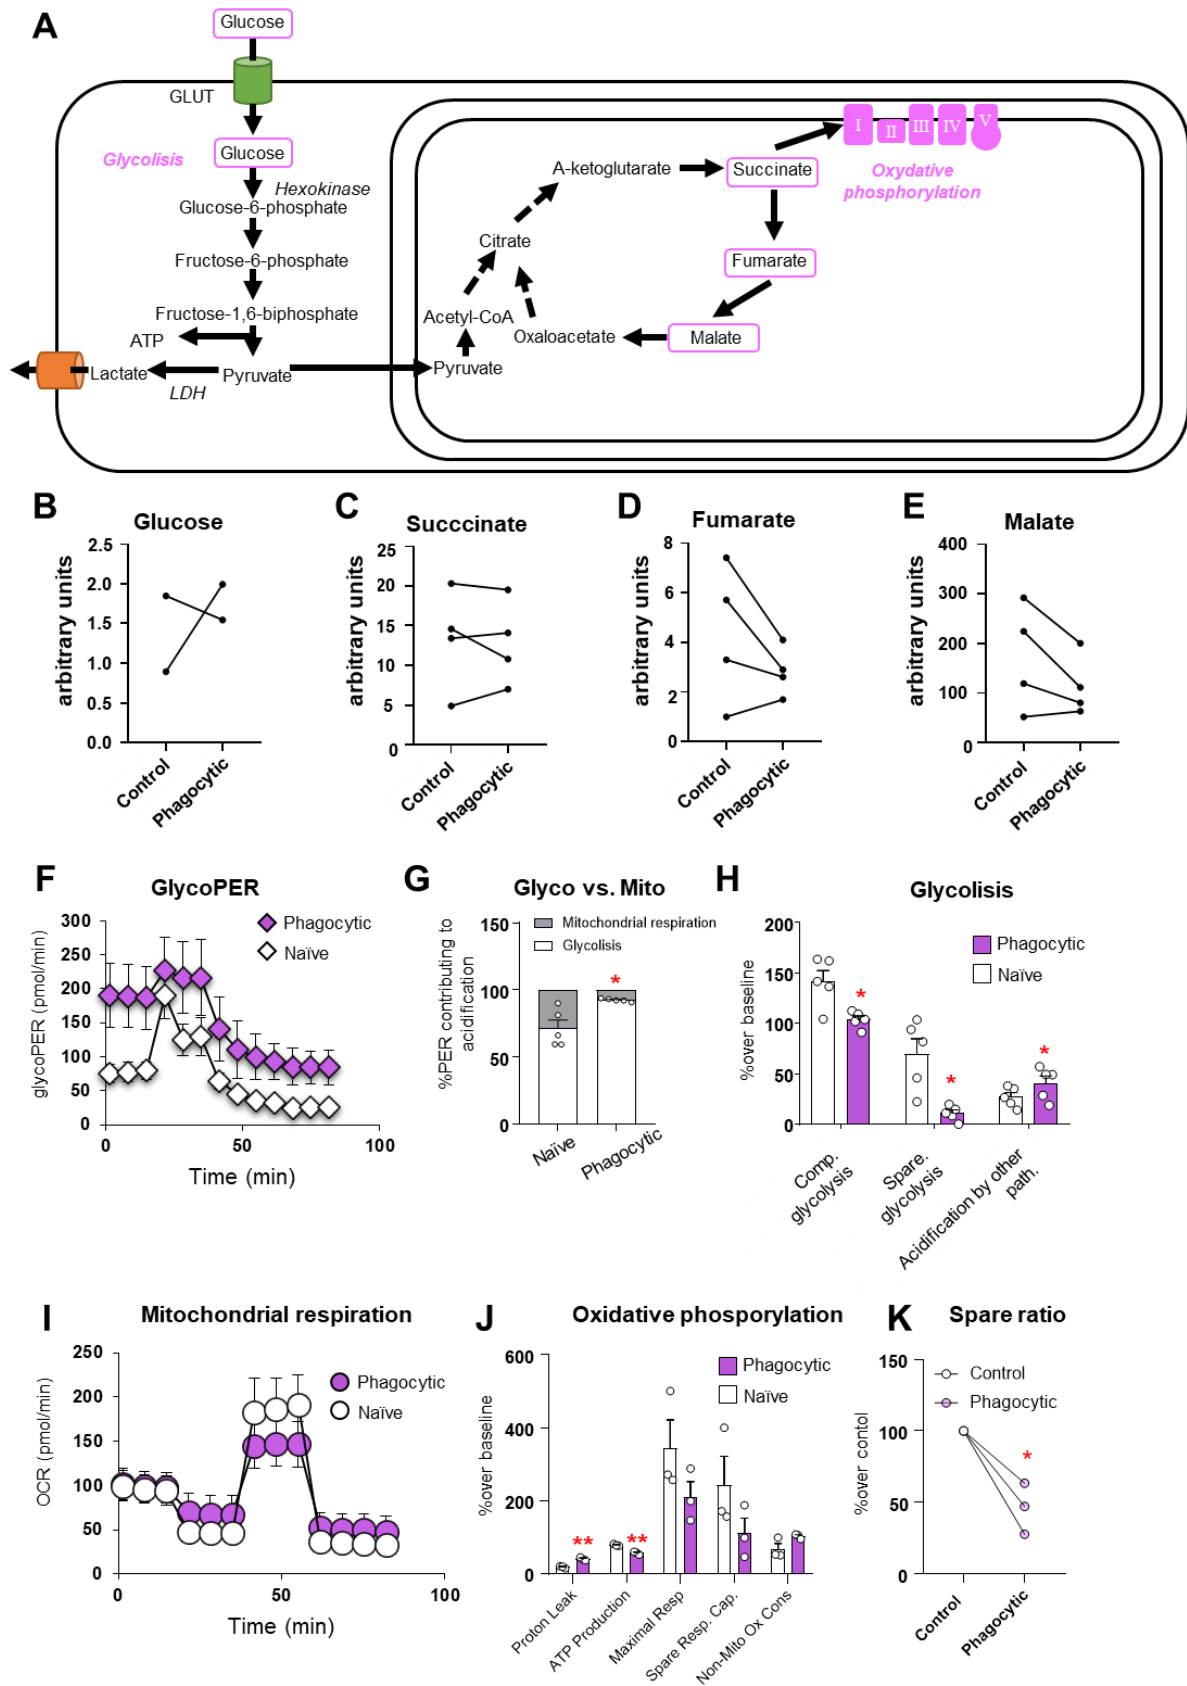 A
Glucose
GLUT
Glycolisis
Glucose
Hexokinase
Glucose-6-phosphate
Fructose-6-phosphate
Fructose-1,6-biphosphate
ATP
Lactate
LDH
Pyruvate
Pyruvate
Acetyl-CoA
Citrate
Oxaloacetate
A-ketoglutarate
Succinate
Fumarate
Malate
I
II
III
IV
V
Oxydative
phosphorylation
B
Glucose
arbitrary units
2.5
2.0
1.5
1.0
0.5
0.0
Control
Phagocytic
C
Succcinate
arbitrary units
25
20
15
10
5
0
Control
Phagocytic
D
Fumarate
arbitrary units
8
6
4
2
0
Control
Phagocytic
E
Malate
arbitrary units
400
300
200
100
0
Control
Phagocytic
F
GlycoPER
glycoPER (pmol/min)
300
250
200
150
100
50
0
Phagocytic
Naïve
0
50
100
Time (min)
G
Glyco vs. Mito
%PER contributing to
acidification
150
100
50
0
Mitochondrial respiration
Glycolisis
*
Naïve
Phagocytic
H
Glycolisis
%over baseline
200
150
100
50
0
Phagocytic
Naïve
*
*
*
Comp.
glycolysis
Spare.
glycolysis
Acidification by other
path.
I
Mitochondrial respiration
OCR (pmol/min)
250
200
150
100
50
0
Phagocytic
Naïve
0
50
100
Time (min)
J
Oxidative phosporylation
%over baseline
600
400
200
0
Phagocytic
Naïve
**
**
Proton Leak
ATP Production
Maximal Resp
Spare Resp. Cap.
Non-Mito Ox Cons
K
Spare ratio
%over contol
150
100
50
0
Control
Phagocytic
*
Control
Phagocytic